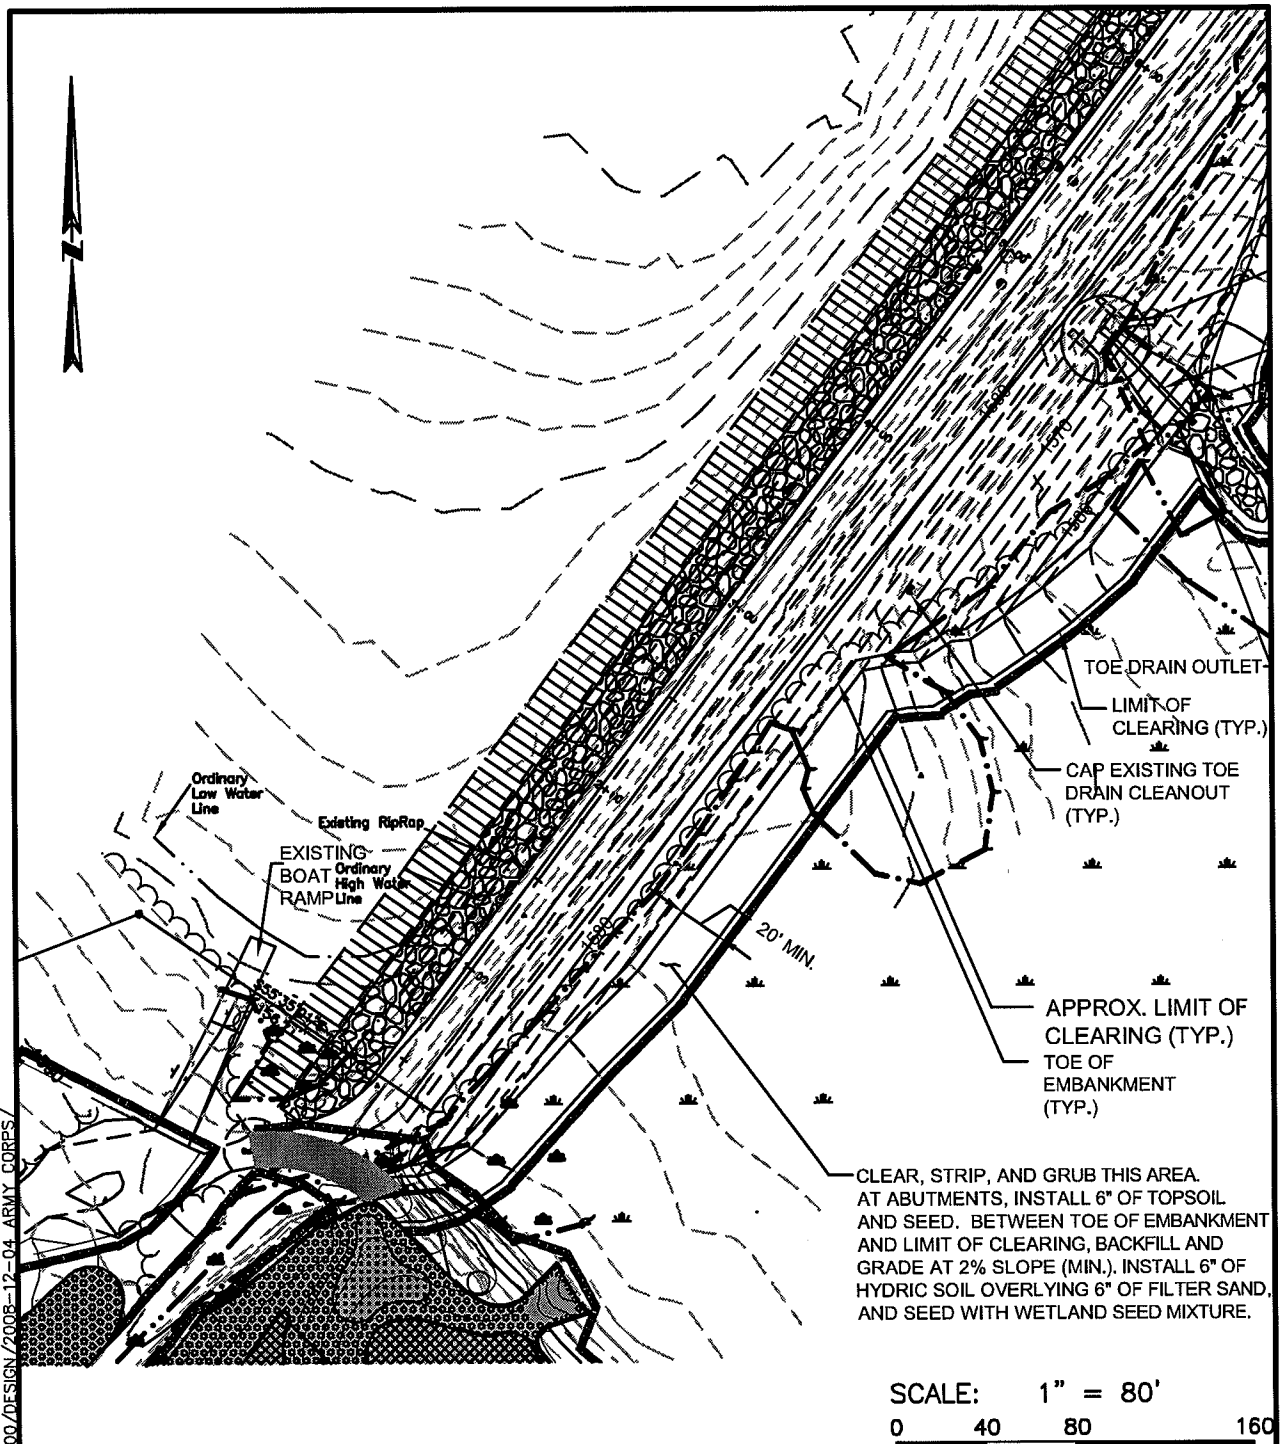 N
1580
1570
1560
TOE DRAIN OUTLET
LIMIT OF
CLEARING (TYP.)
CAP EXISTING TOE
DRAIN CLEANOUT
(TYP.)
Ordinary
Low Water
Line
Existing RipRap
EXISTING
BOAT
RAMP
Ordinary
High Water
Line
1580
20' MIN.
APPROX. LIMIT OF
CLEARING (TYP.)
TOE OF
EMBANKMENT
(TYP.)
CLEAR, STRIP, AND GRUB THIS AREA.
AT ABUTMENTS, INSTALL 6" OF TOPSOIL
AND SEED. BETWEEN TOE OF EMBANKMENT
AND LIMIT OF CLEARING, BACKFILL AND
GRADE AT 2% SLOPE (MIN.). INSTALL 6" OF
HYDRIC SOIL OVERLYING 6" OF FILTER SAND,
AND SEED WITH WETLAND SEED MIXTURE.
00/DESIGN/2008-12-04 ARMY CORPS/
SCALE: 1" = 80'
0 40 80 160